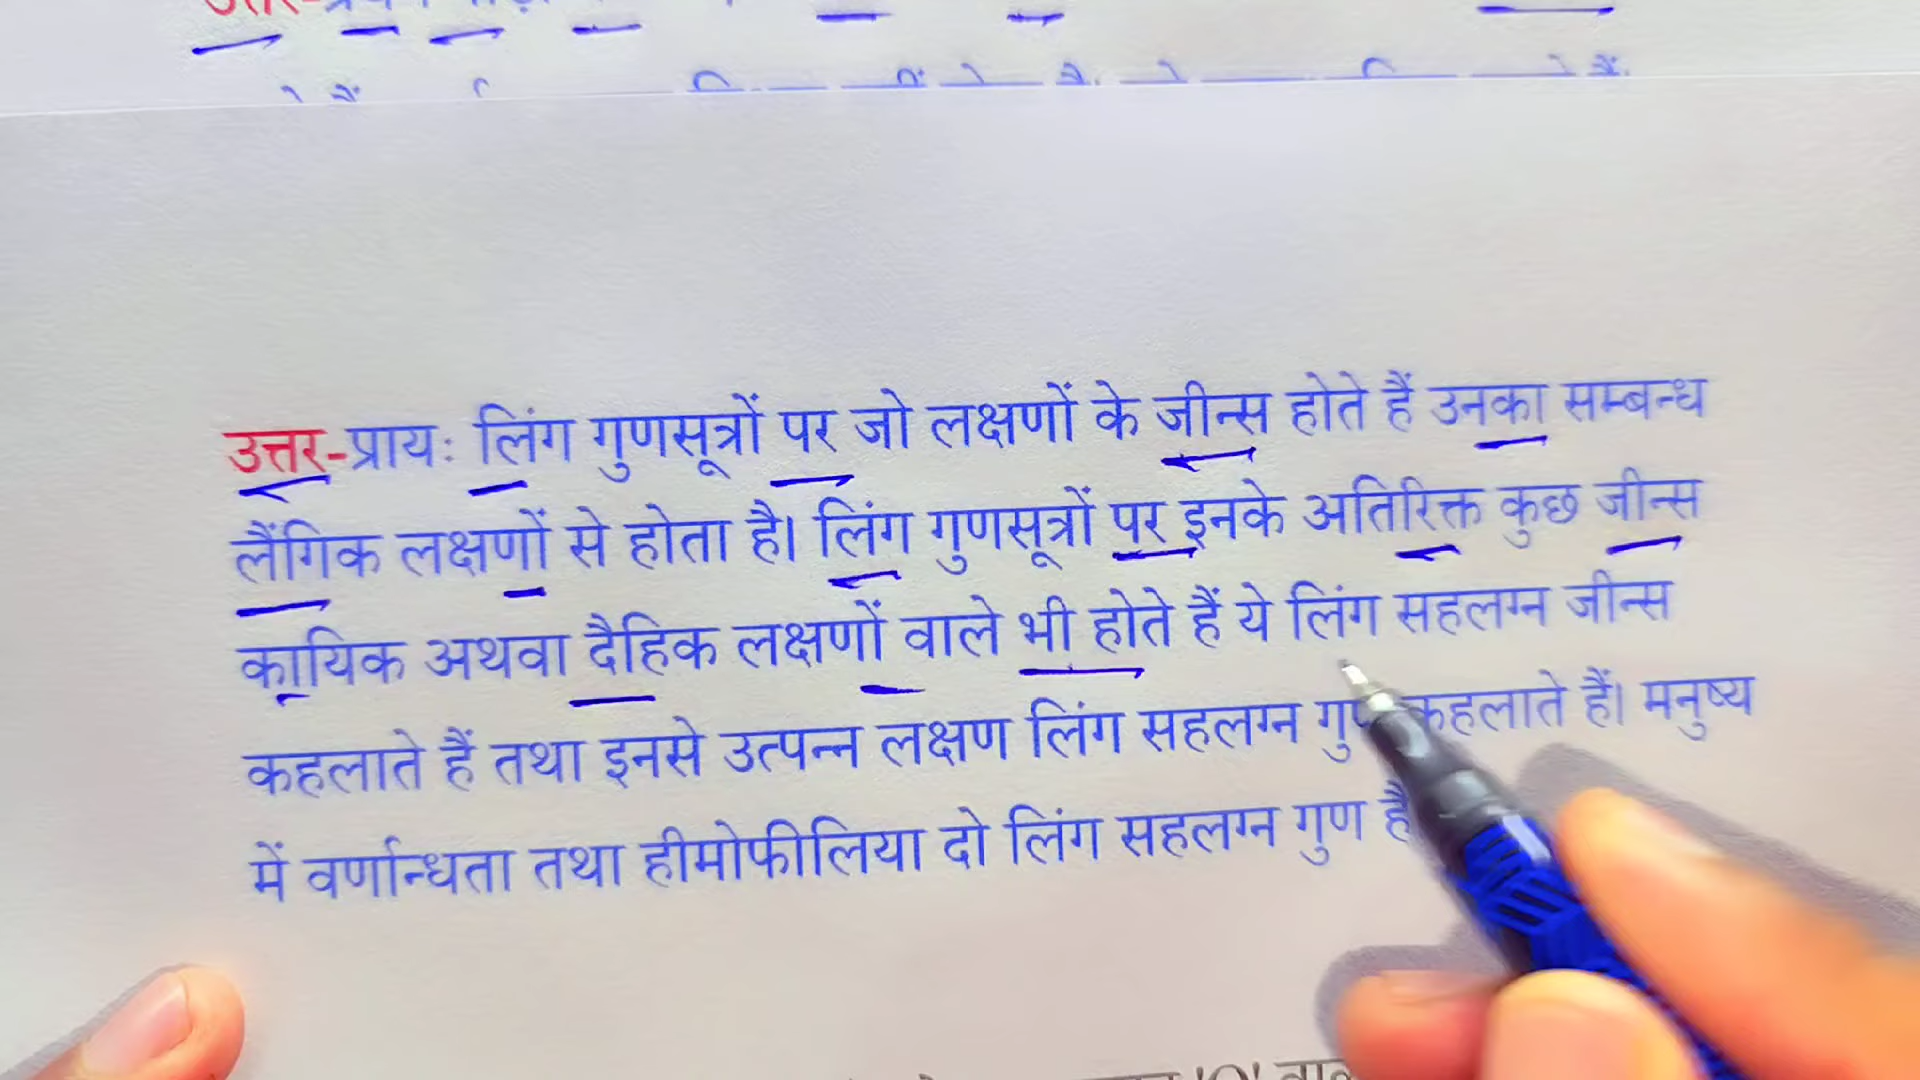 उत्तर-प्रायः लिंग गुणसूत्रों पर जो लक्षणों के जीन्स होते हैं उनका सम्बन्ध
लैंगिक लक्षणों से होता है। लिंग गुणसूत्रों पर इनके अतिरिक्त कुछ जीन्स
कायिक अथवा दैहिक लक्षणों वाले भी होते हैं ये लिंग सहलग्न जीन्स
कहलाते हैं तथा इनसे उत्पन्न लक्षण लिंग सहलग्न गुण कहलाते हैं। मनुष्य
में वर्णान्धता तथा हीमोफीलिया दो लिंग सहलग्न गुण हैं